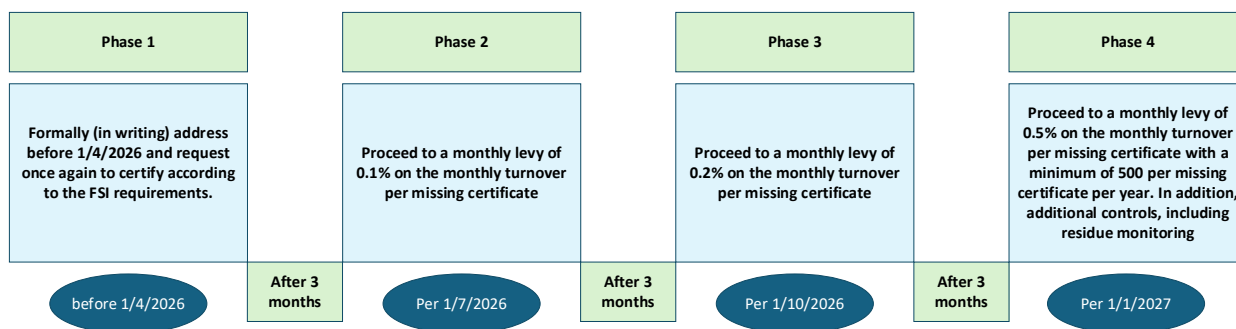 Phase 1
Phase 2
Phase 3
Phase 4
Formally (in writing) address
before 1/4/2026 and request
once again to certify according
to the FSI requirements.
Proceed to a monthly levy of
0.1% on the monthly turnover
per missing certificate
Proceed to a monthly levy of
0.2% on the monthly turnover
per missing certificate
Proceed to a monthly levy of
0.5% on the monthly turnover
per missing certificate with a
minimum of 500 per missing
certificate per year. In addition,
additional controls, including
residue monitoring
before 1/4/2026
After 3
months
Per 1/7/2026
After 3
months
Per 1/10/2026
After 3
months
Per 1/1/2027